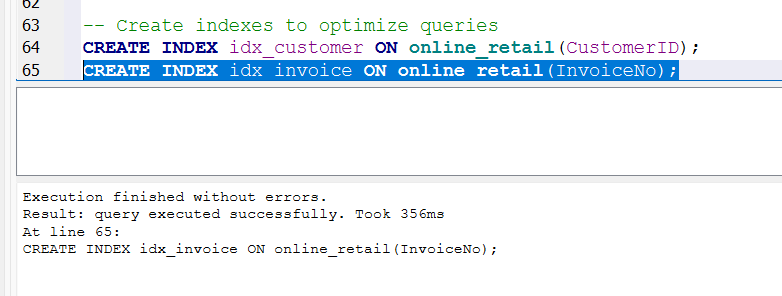 62
63 -- Create indexes to optimize queries
64 CREATE INDEX idx_customer ON online_retail(CustomerID);
65 CREATE INDEX idx_invoice ON online_retail(InvoiceNo);
Execution finished without errors.
Result: query executed successfully. Took 356ms
At line 65:
CREATE INDEX idx_invoice ON online_retail(InvoiceNo);